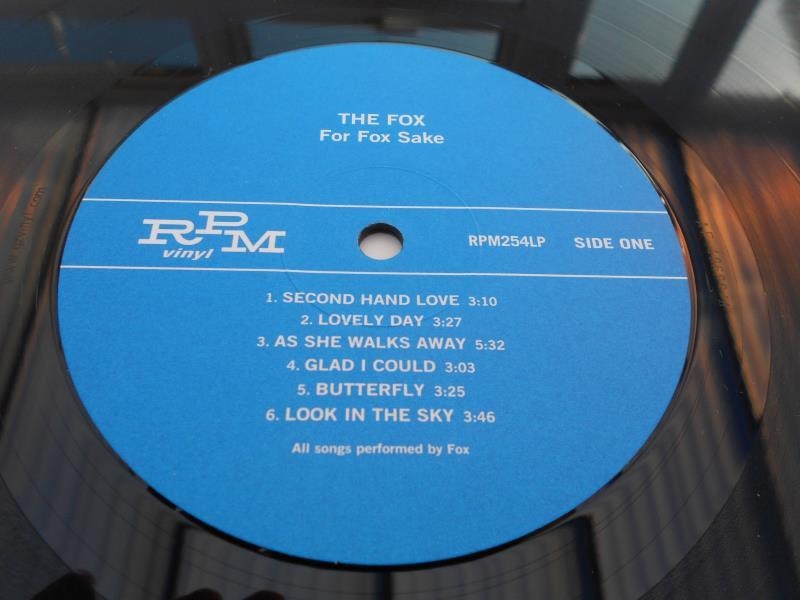 THE FOX
For Fox Sake
RPM
vinyl
RPM254LP SIDE ONE
1. SECOND HAND LOVE 3:10
2. LOVELY DAY 3:27
3. AS SHE WALKS AWAY 5:32
4. GLAD I COULD 3:03
5. BUTTERFLY 3:25
6. LOOK IN THE SKY 3:46
All songs performed by Fox